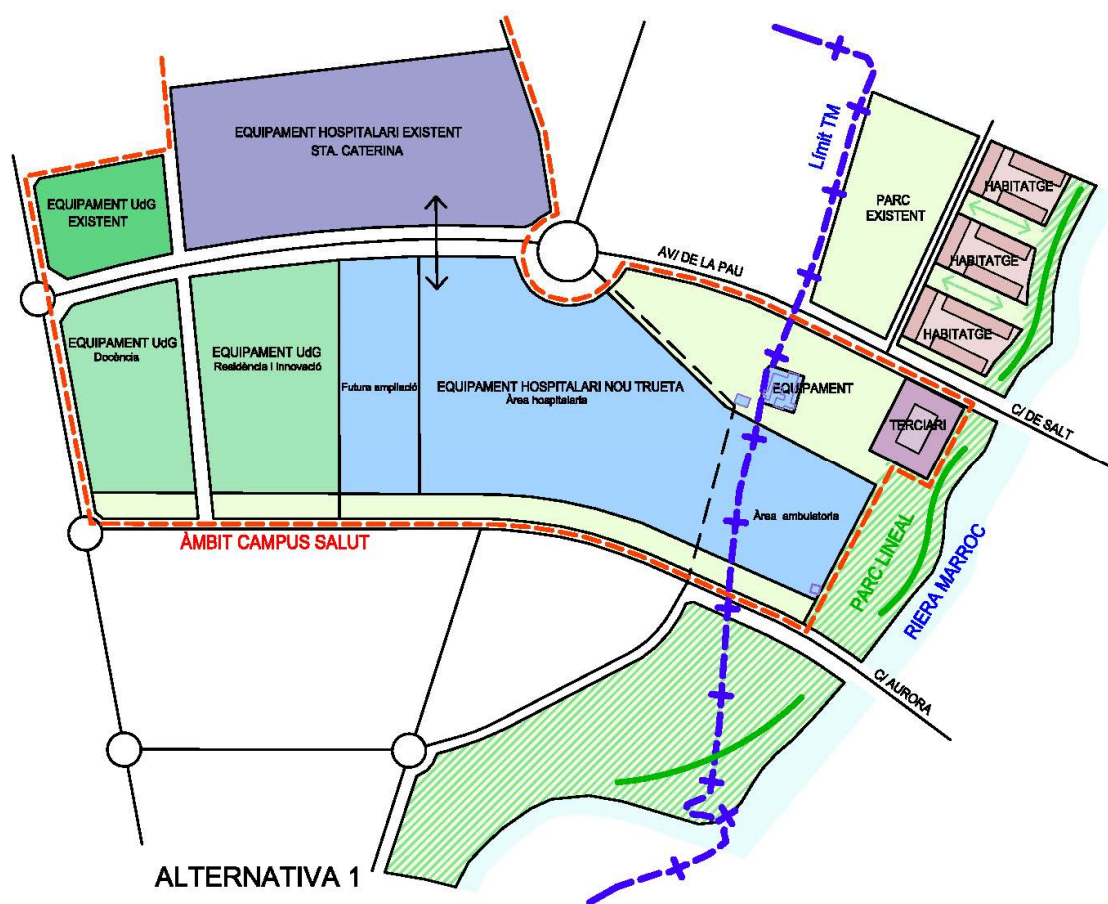 Límit TM
EQUIPAMENT HOSPITALARI EXISTENT
STA. CATERINA
HABITATGE
EQUIPAMENT UdG
EXISTENT
PARC
EXISTENT
HABITATGE
AV/ DE LA PAU
HABITATGE
EQUIPAMENT UdG
Docència
EQUIPAMENT UdG
Residència i Innovació
Futura ampliació
EQUIPAMENT HOSPITALARI NOU TRUETA
Àrea hospitalaria
EQUIPAMENT
TERCIARI
C/ DE SALT
Àrea ambulatoria
ÀMBIT CAMPUS SALUT
PARC LINEAL
RIERA MARROC
C/ AURORA
ALTERNATIVA 1